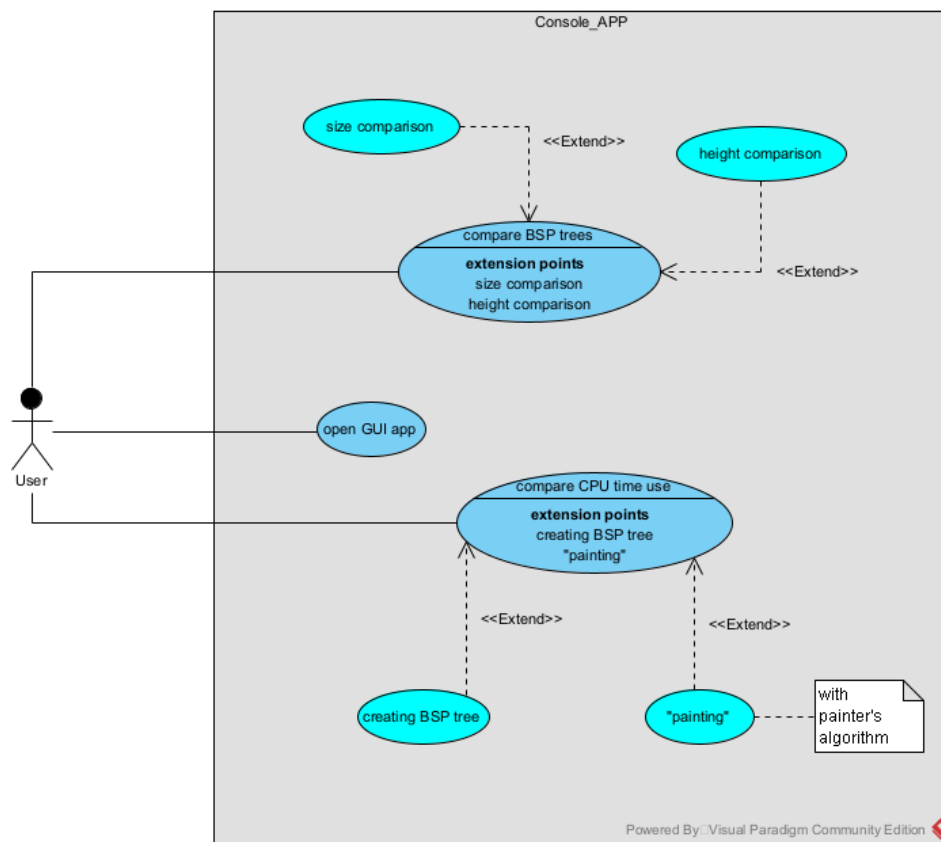 Console_APP
size comparison
<<Extend>>
height comparison
compare BSP trees
extension points
size comparison
height comparison
<<Extend>>
open GUI app
User
compare CPU time use
extension points
creating BSP tree
"painting"
<<Extend>>
<<Extend>>
creating BSP tree
"painting"
with
painter's
algorithm
Powered By Visual Paradigm Community Edition